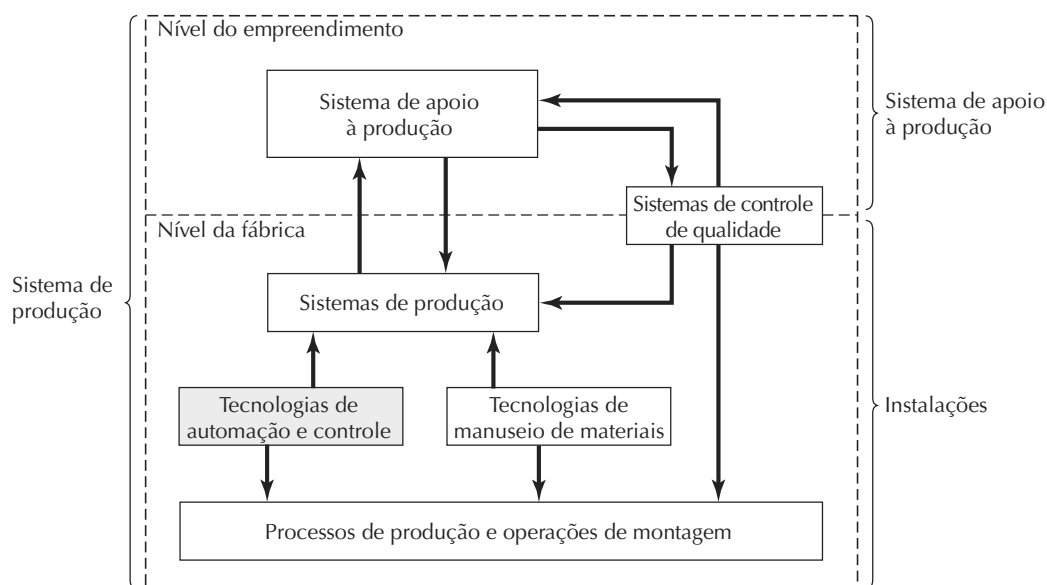 Nível do empreendimento
Sistema de apoio
à produção
Sistema de apoio
à produção
Sistemas de controle
de qualidade
Nível da fábrica
Sistema de
produção
Sistemas de produção
Tecnologias de
automação e controle
Tecnologias de
manuseio de materiais
Instalações
Processos de produção e operações de montagem